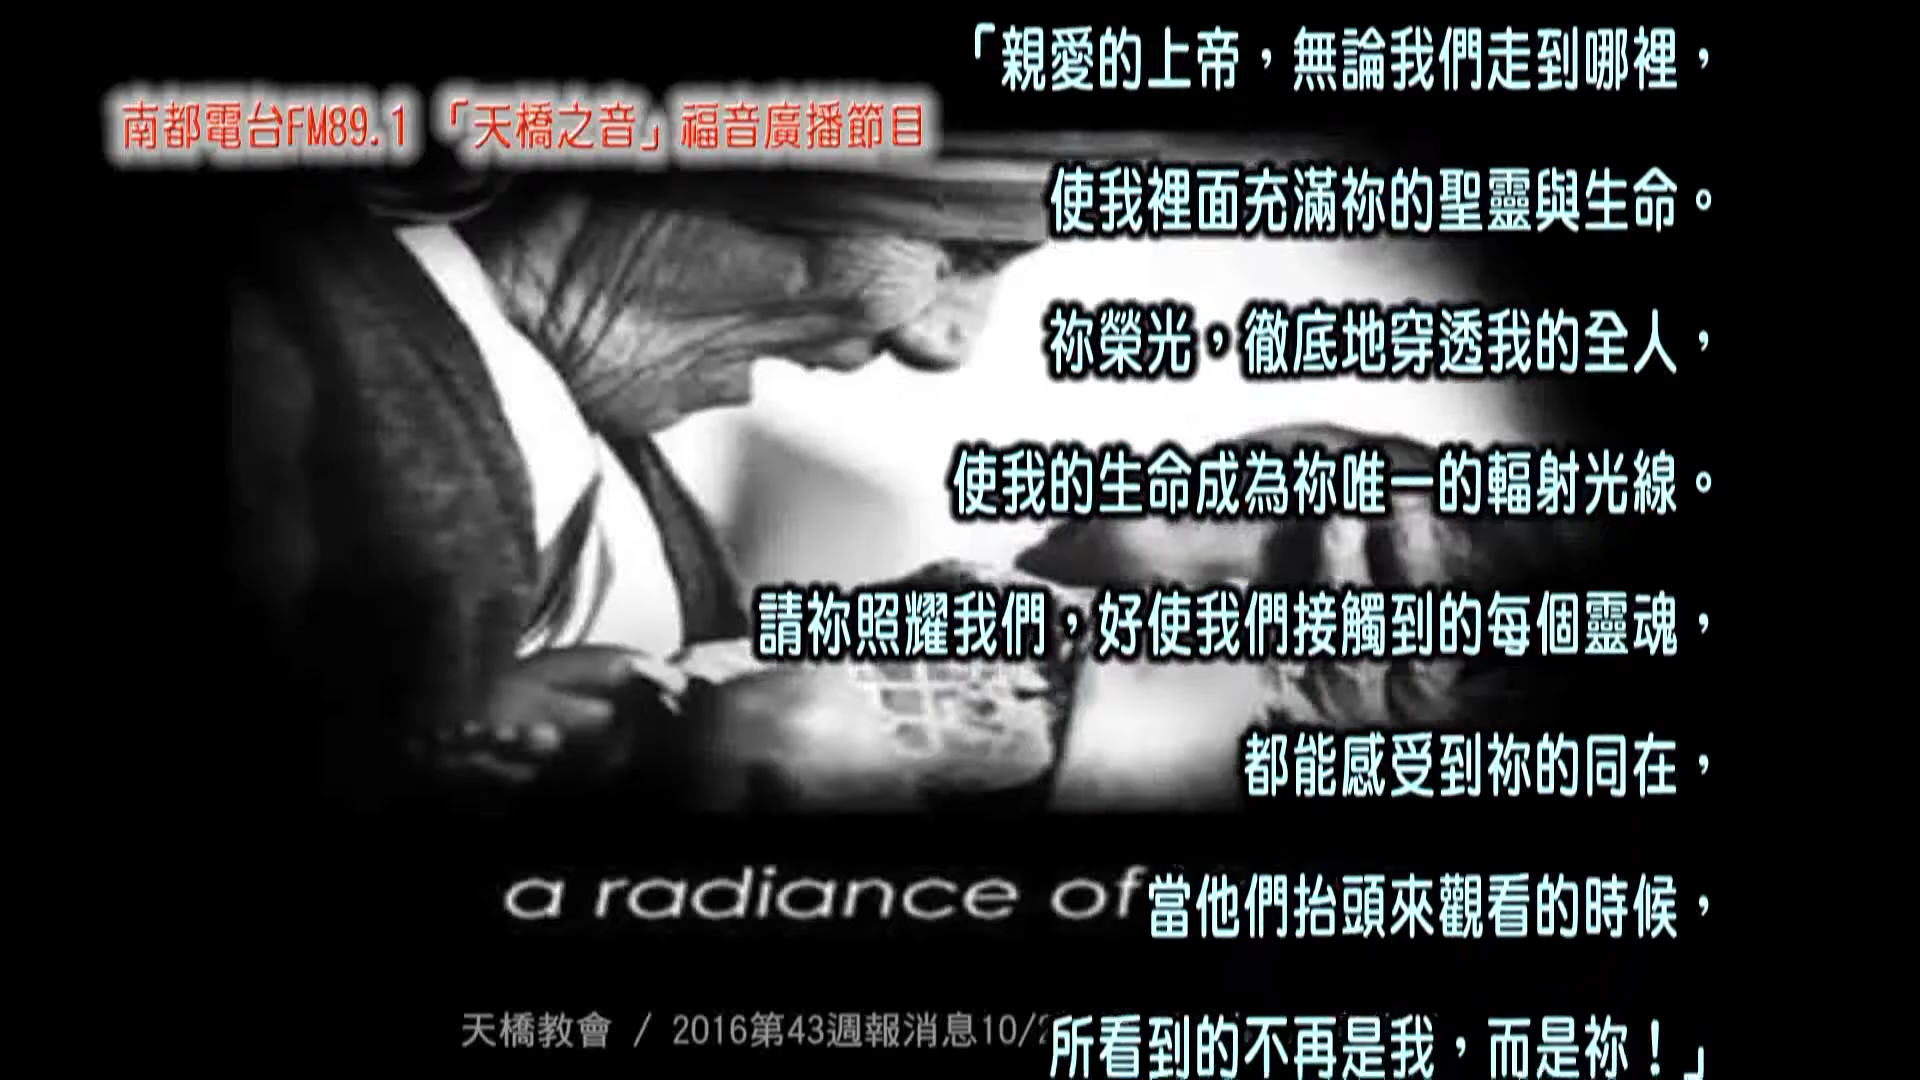 「親愛的上帝，無論我們走到哪裡，
南都電台FM89.1「天橋之音」福音廣播節目
使我裡面充滿祢的聖靈與生命。
祢榮光，徹底地穿透我的全人，
使我的生命成為祢唯一的輻射光線。
請祢照耀我們，好使我們接觸到的每個靈魂，
都能感受到祢的同在，
a radiance of
當他們抬頭來觀看的時候，
天橋教會 / 2016第43週報消息10/2
所看到的不再是我，而是祢！」